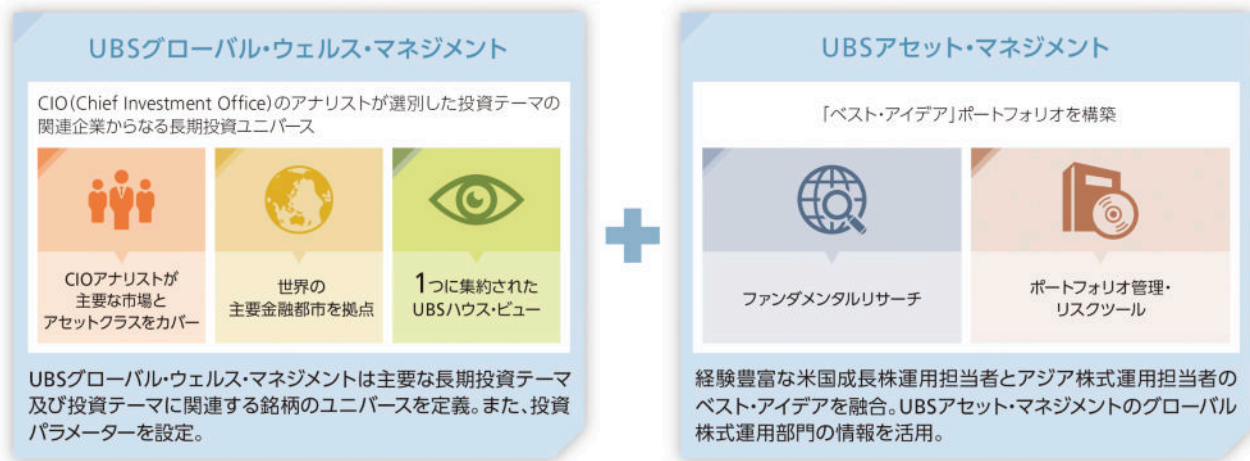 UBSグローバル・ウェルス・マネジメント
CIO(Chief Investment Office)のアナリストが選別した投資テーマの
関連企業からなる長期投資ユニバース
CIOアナリストが
主要な市場と
アセットクラスをカバー
世界の
主要金融都市を拠点
1つに集約された
UBSハウス・ビュー
UBSグローバル・ウェルス・マネジメントは主要な長期投資テーマ
及び投資テーマに関連する銘柄のユニバースを定義。また、投資
パラメーターを設定。
UBSアセット・マネジメント
「ベスト・アイデア」ポートフォリオを構築
ファンダメンタルリサーチ
ポートフォリオ管理・
リスクツール
経験豊富な米国成長株運用担当者とアジア株式運用担当者の
ベスト・アイデアを融合。UBSアセット・マネジメントのグローバル
株式運用部門の情報を活用。